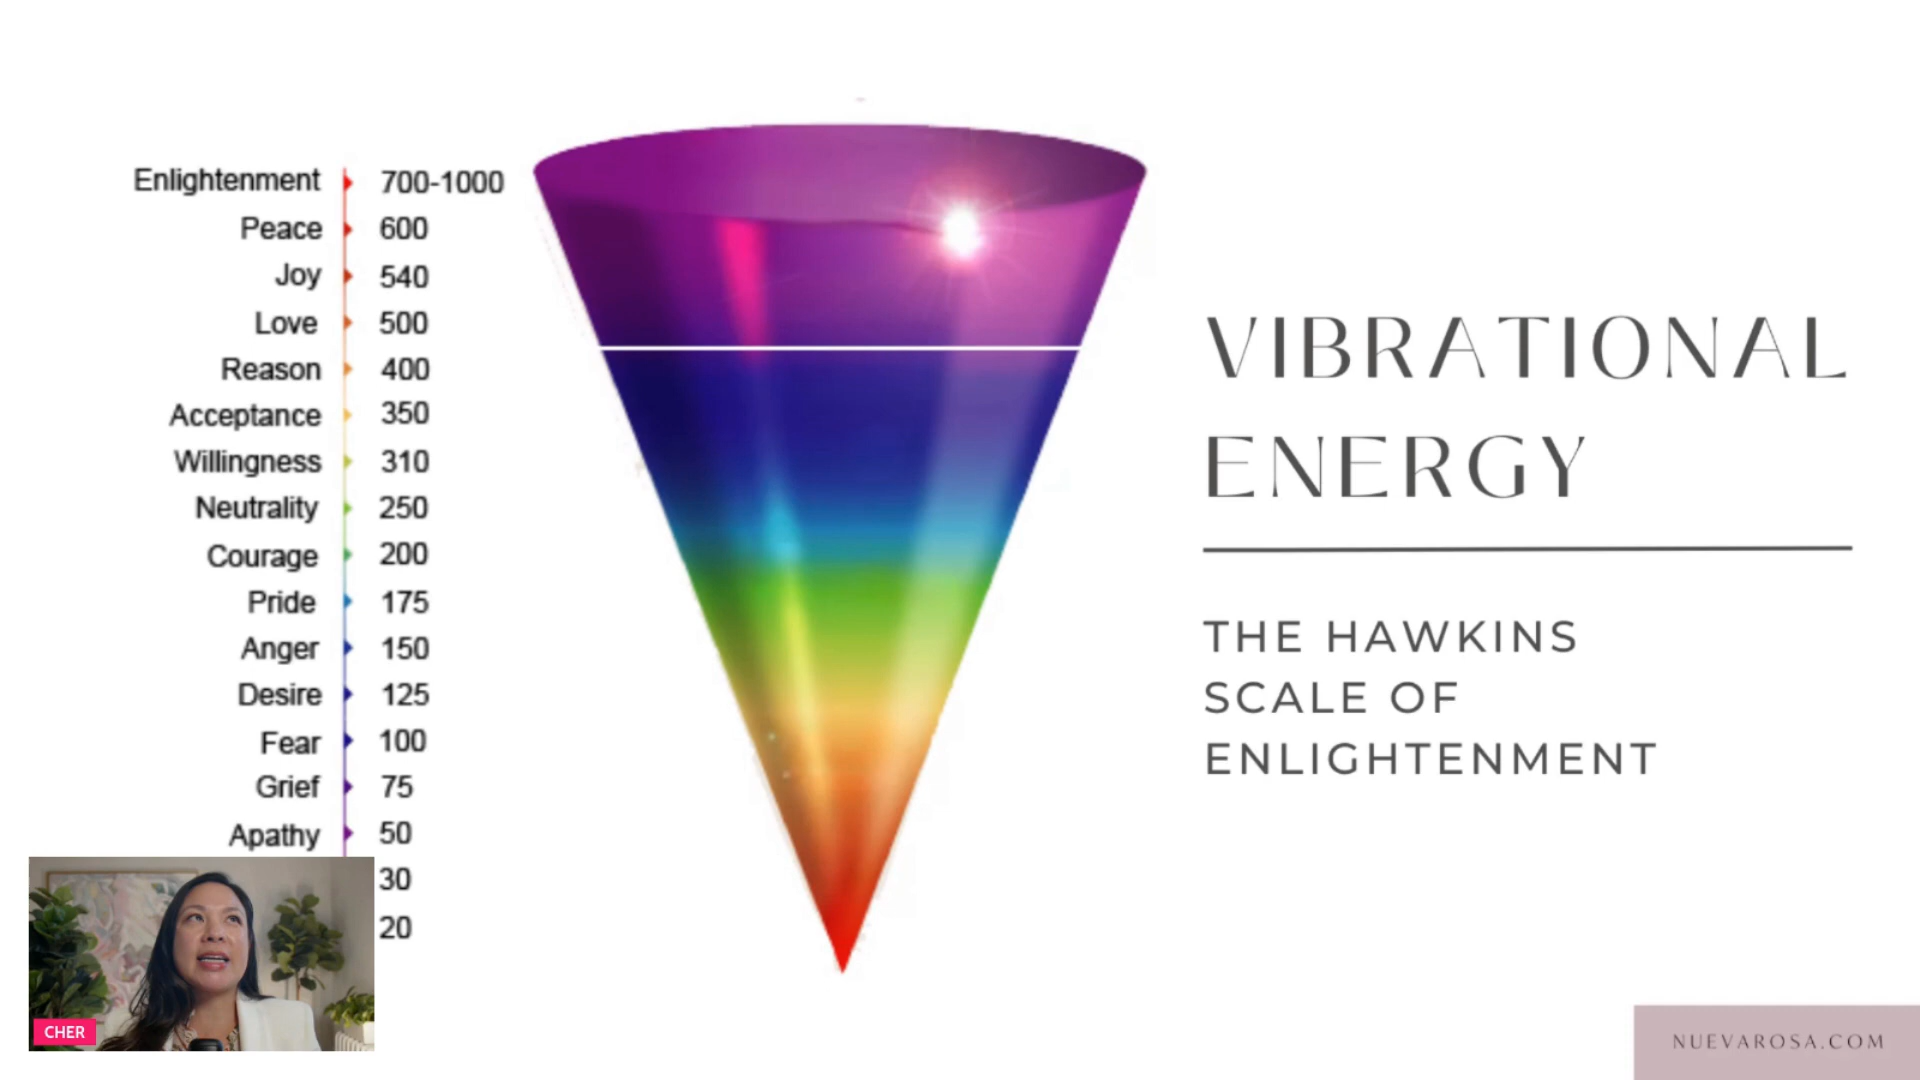 Enlightenment 700-1000
Peace 600
Joy 540
Love 500
Reason 400
Acceptance 350
Willingness 310
Neutrality 250
Courage 200
Pride 175
Anger 150
Desire 125
Fear 100
Grief 75
Apathy 50
30
20
VIBRATIONAL
ENERGY
THE HAWKINS
SCALE OF
ENLIGHTENMENT
CHER
NUEVAROSA.COM